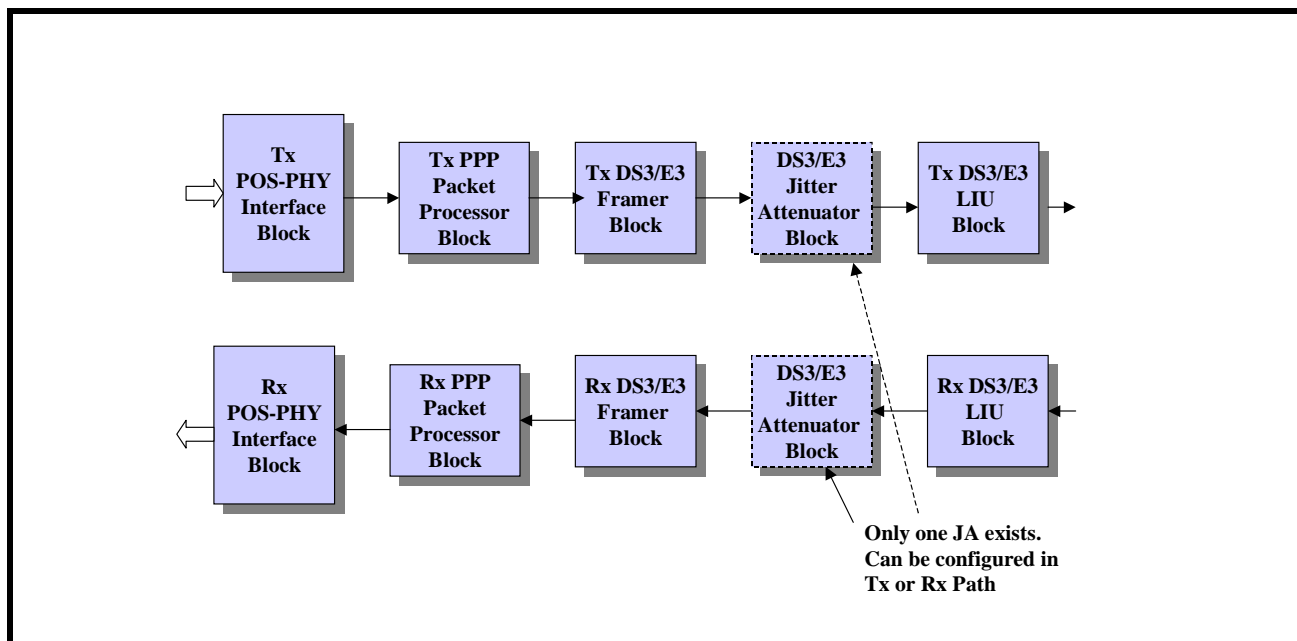 Tx
POS-PHY
Interface
Block
Tx PPP
Packet
Processor
Block
Tx DS3/E3
Framer
Block
DS3/E3
Jitter
Attenuator
Block
Tx DS3/E3
LIU
Block
Rx
POS-PHY
Interface
Block
Rx PPP
Packet
Processor
Block
Rx DS3/E3
Framer
Block
DS3/E3
Jitter
Attenuator
Block
Rx DS3/E3
LIU
Block
Only one JA exists.
Can be configured in
Tx or Rx Path